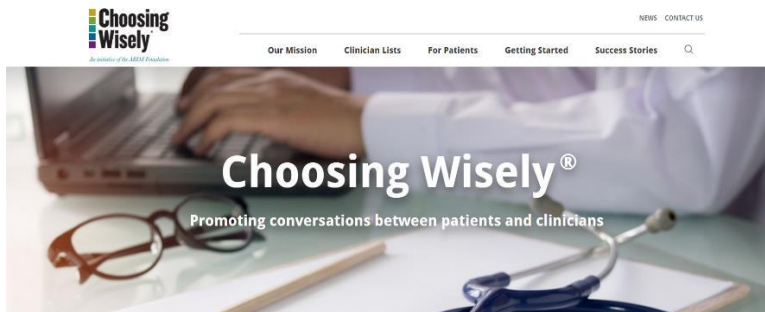 Choosing
Wisely®
An initiative of the ABIM Foundation
NEWS CONTACT US
Our Mission Clinician Lists For Patients Getting Started Success Stories
Choosing Wisely®
Promoting conversations between patients and clinicians